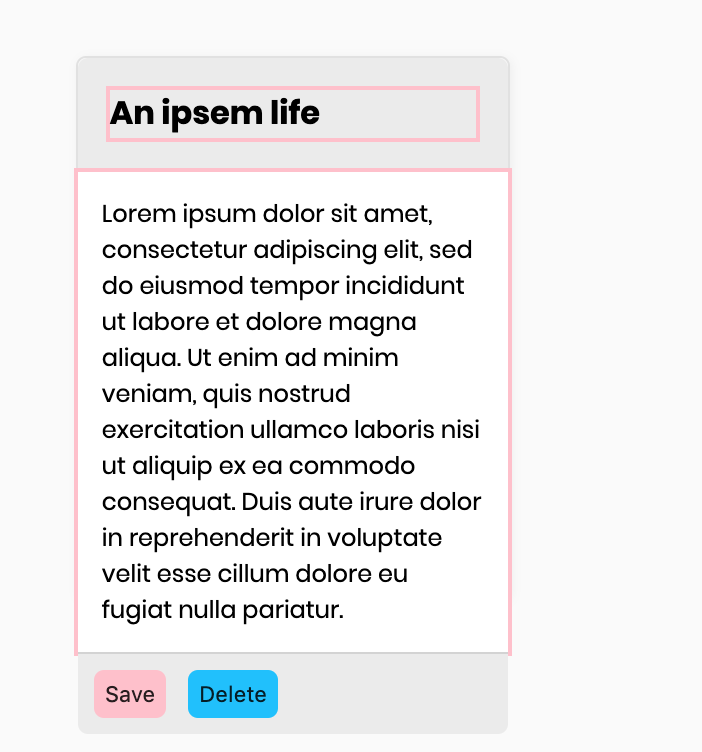 An ipsem life
Lorem ipsum dolor sit amet,
consectetur adipiscing elit, sed
do eiusmod tempor incididunt
ut labore et dolore magna
aliqua. Ut enim ad minim
veniam, quis nostrud
exercitation ullamco laboris nisi
ut aliquip ex ea commodo
consequat. Duis aute irure dolor
in reprehenderit in voluptate
velit esse cillum dolore eu
fugiat nulla pariatur.
Save Delete